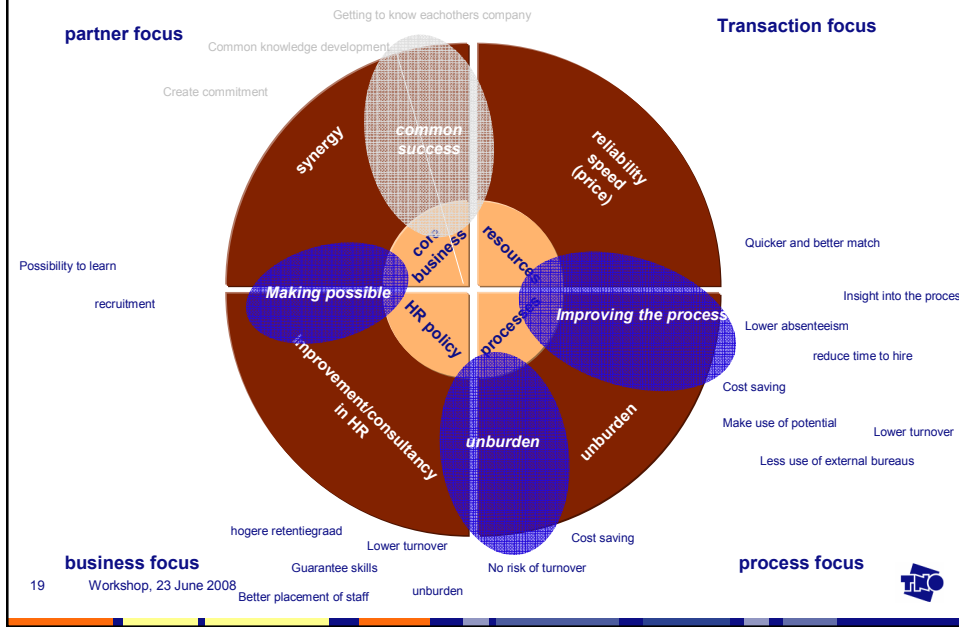 Getting to know eachothers company
partner focus
Transaction focus
Common knowledge development
Create commitment
synergy
common
success
reliability
speed
(price)
core
business
resources
Quicker and better match
Possibility to learn
Making possible
Insight into the proces
recruitment
HR policy
processes
Improving the process
Lower absenteeism
reduce time to hire
Cost saving
improvement/consultancy
in HR
unburden
unburden
Make use of potential
Lower turnover
Less use of external bureaus
hogere retentiegraad
Lower turnover
Cost saving
business focus
Guarantee skills
No risk of turnover
process focus
19
Workshop, 23 June 2008
Better placement of staff
unburden
TNO